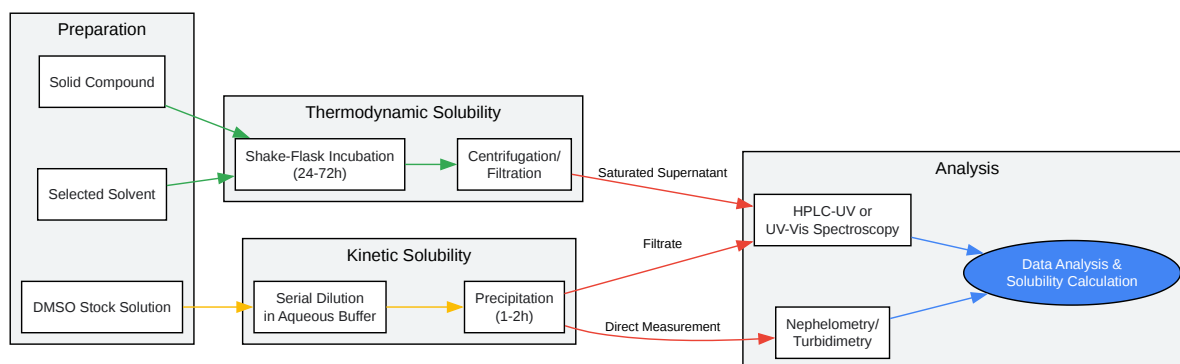 Preparation
Solid Compound
Selected Solvent
DMSO Stock Solution
Thermodynamic Solubility
Shake-Flask Incubation
(24-72h)
Centrifugation/
Filtration
Kinetic Solubility
Serial Dilution
in Aqueous Buffer
Precipitation
(1-2h)
Saturated Supernatant
Filtrate
Direct Measurement
Analysis
HPLC-UV or
UV-Vis Spectroscopy
Nephelometry/
Turbidimetry
Data Analysis &
Solubility Calculation